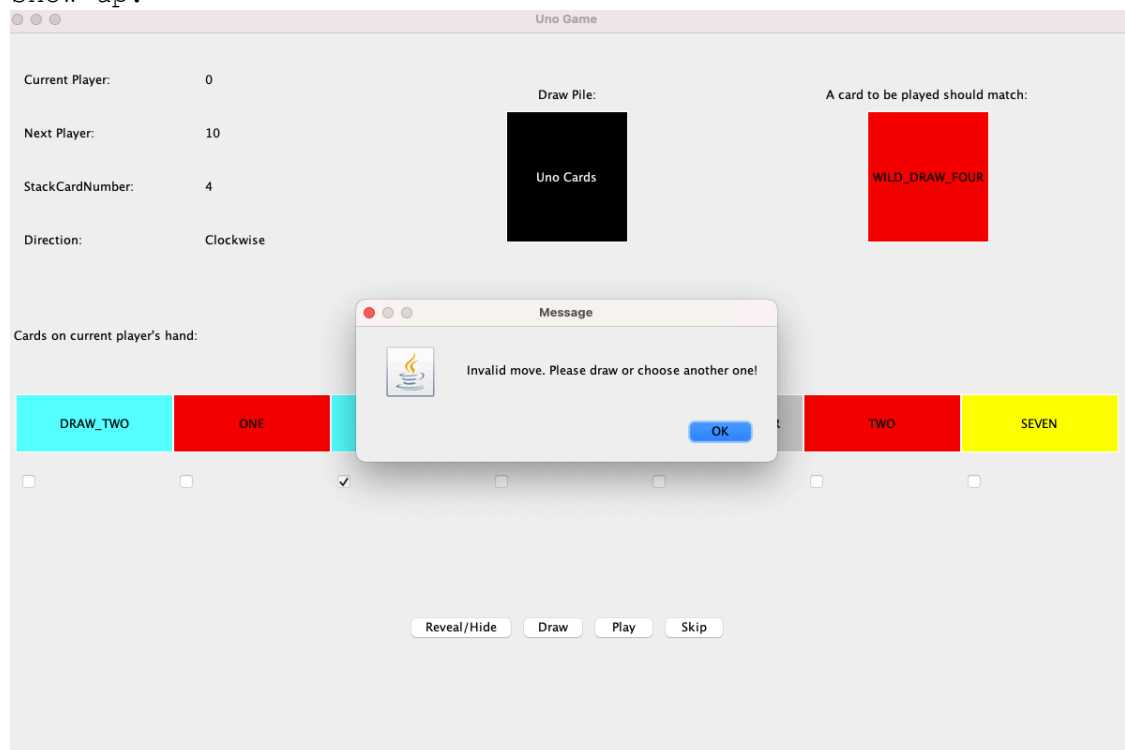 Uno Game
Current Player: 0
Draw Pile:
A card to be played should match:
Next Player: 10
Uno Cards
WILD_DRAW_FOUR
StackCardNumber: 4
Direction: Clockwise
Message
Cards on current player's hand:
Invalid move. Please draw or choose another one!
OK
DRAW_TWO
ONE
R
TWO
SEVEN
Reveal/Hide
Draw
Play
Skip